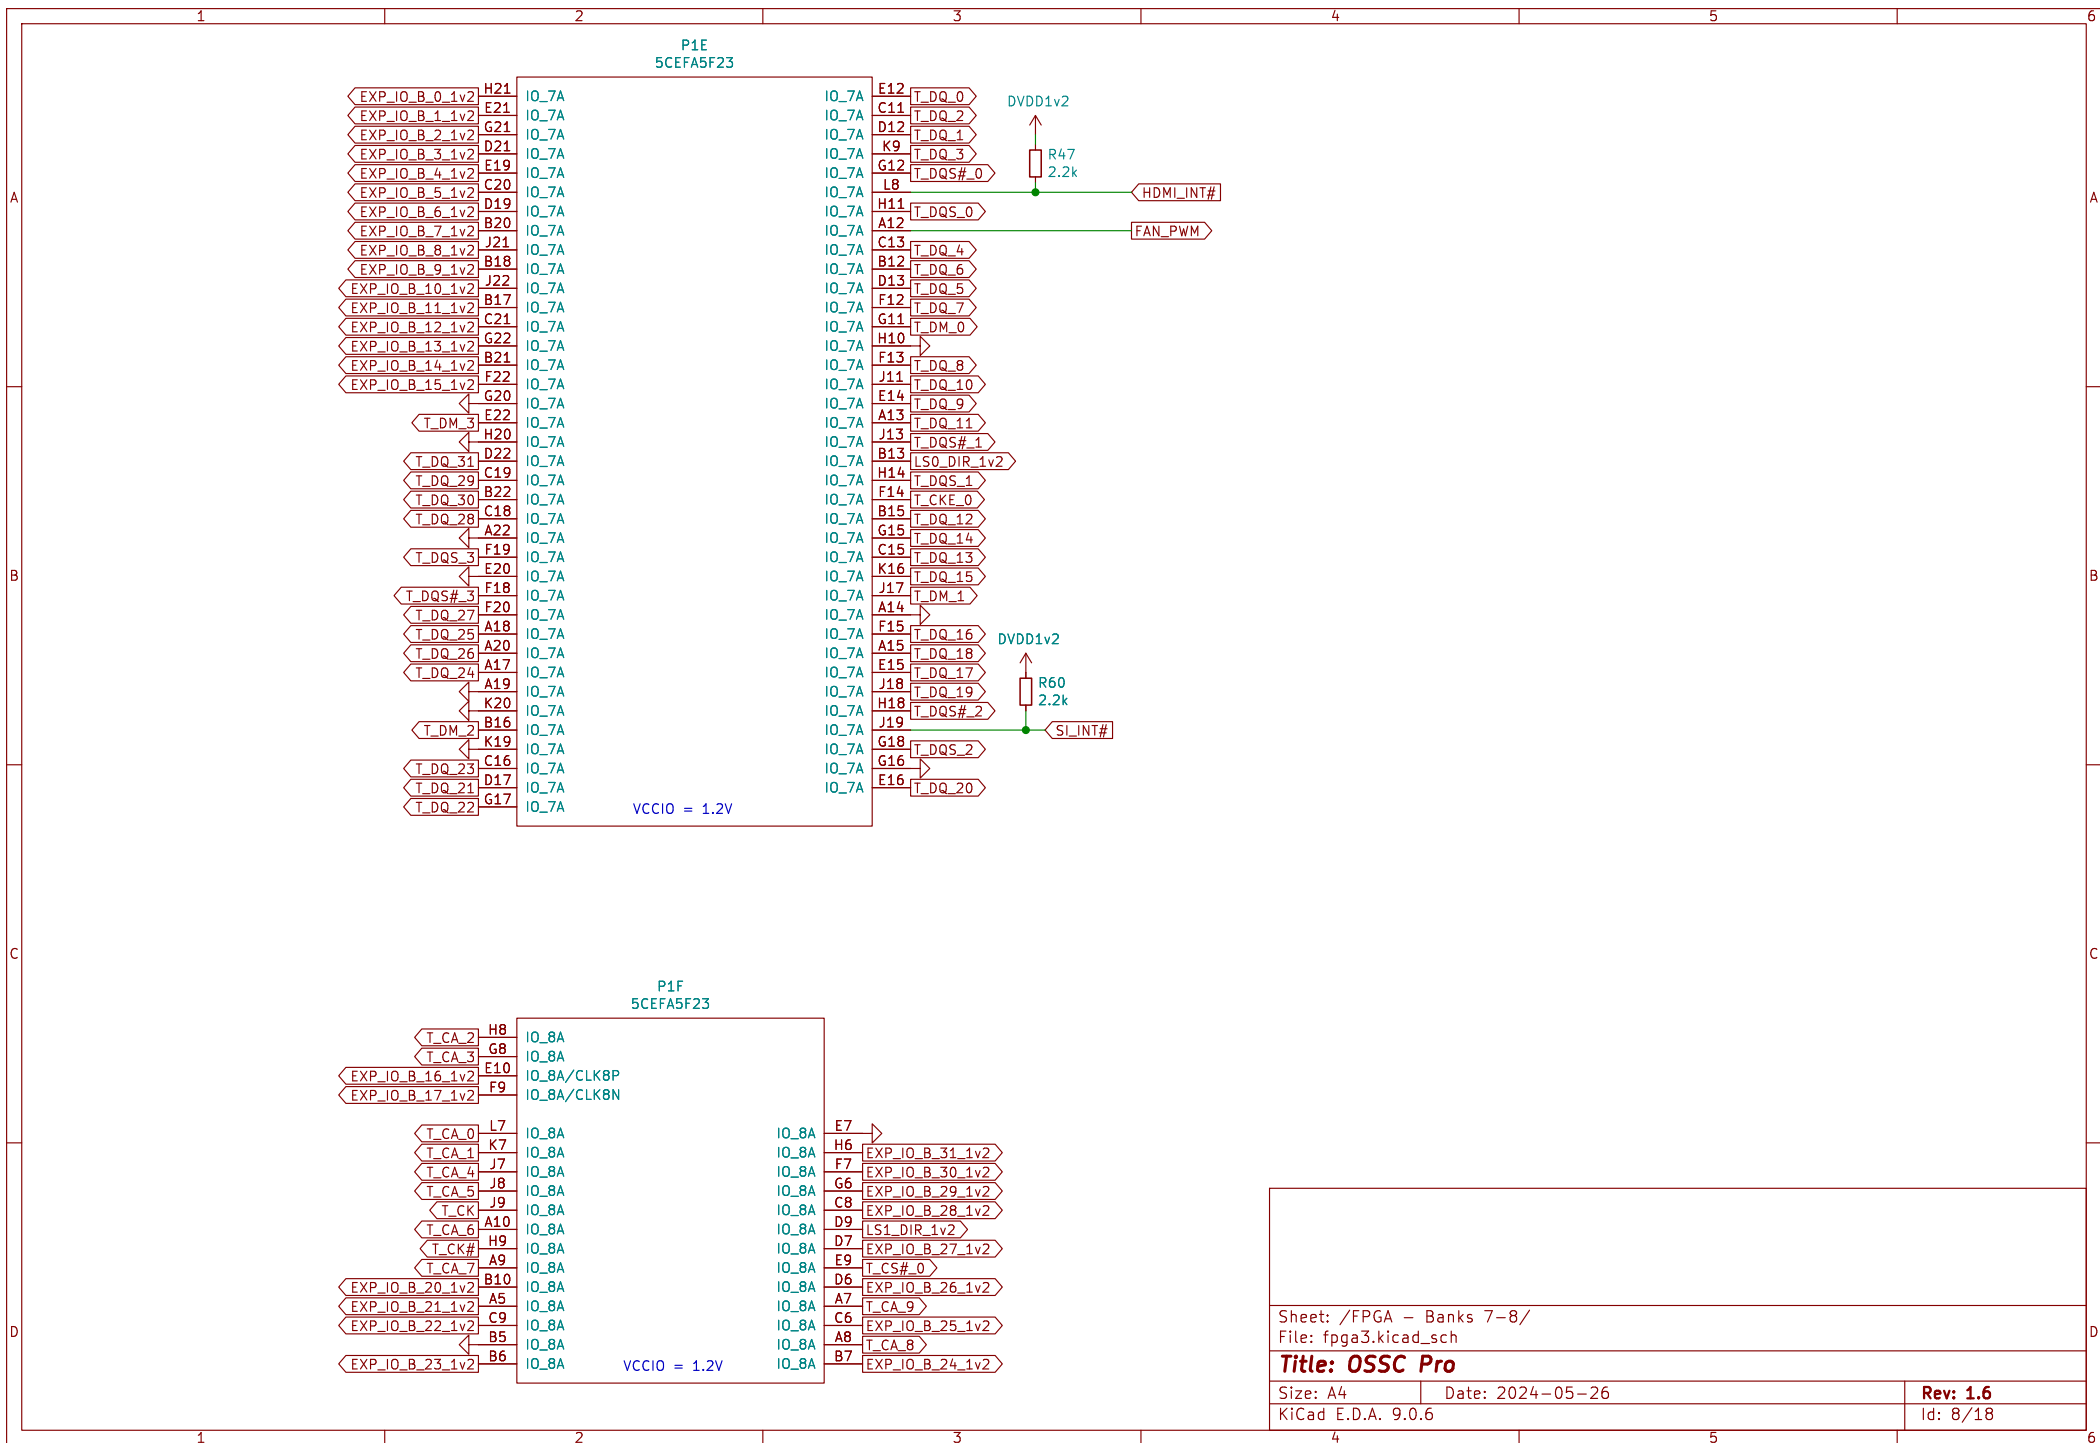 1 2 3 4 5 6
P1E
5CEFA5F23
EXP_IO_B_0_1v2 H21 IO_7A IO_7A E12 T_DQ_0
DVDD1v2
EXP_IO_B_1_1v2 E21 IO_7A IO_7A C11 T_DQ_2
EXP_IO_B_2_1v2 G21 IO_7A IO_7A D12 T_DQ_1
EXP_IO_B_3_1v2 D21 IO_7A IO_7A K9 T_DQ_3 R47
EXP_IO_B_4_1v2 E19 IO_7A IO_7A G12 T_DQS#_0 2.2k
EXP_IO_B_5_1v2 C20 IO_7A IO_7A L8 HDMI_INT#
A A
EXP_IO_B_6_1v2 D19 IO_7A IO_7A H11 T_DQS_0
EXP_IO_B_7_1v2 B20 IO_7A IO_7A A12 FAN_PWM
EXP_IO_B_8_1v2 J21 IO_7A IO_7A C13 T_DQ_4
EXP_IO_B_9_1v2 B18 IO_7A IO_7A B12 T_DQ_6
EXP_IO_B_10_1v2 J22 IO_7A IO_7A D13 T_DQ_5
EXP_IO_B_11_1v2 B17 IO_7A IO_7A F12 T_DQ_7
EXP_IO_B_12_1v2 C21 IO_7A IO_7A G11 T_DM_0
EXP_IO_B_13_1v2 G22 IO_7A IO_7A H10
EXP_IO_B_14_1v2 B21 IO_7A IO_7A F13 T_DQ_8
EXP_IO_B_15_1v2 F22 IO_7A IO_7A J11 T_DQ_10
G20 IO_7A IO_7A E14 T_DQ_9
T_DM_3 E22 IO_7A IO_7A A13 T_DQ_11
H20 IO_7A IO_7A J13 T_DQS#_1
T_DQ_31 D22 IO_7A IO_7A B13 LS0_DIR_1v2
T_DQ_29 C19 IO_7A IO_7A H14 T_DQS_1
T_DQ_30 B22 IO_7A IO_7A F14 T_CKE_0
T_DQ_28 C18 IO_7A IO_7A B15 T_DQ_12
A22 IO_7A IO_7A G15 T_DQ_14
T_DQS_3 F19 IO_7A IO_7A C15 T_DQ_13
B E20 IO_7A IO_7A K16 T_DQ_15 B
T_DQS#_3 F18 IO_7A IO_7A J17 T_DM_1
T_DQ_27 F20 IO_7A IO_7A A14
T_DQ_25 A18 IO_7A IO_7A F15 T_DQ_16 DVDD1v2
T_DQ_26 A20 IO_7A IO_7A A15 T_DQ_18
T_DQ_24 A17 IO_7A IO_7A E15 T_DQ_17
A19 IO_7A IO_7A J18 T_DQ_19 R60
K20 IO_7A IO_7A H18 T_DQS#_2 2.2k
T_DM_2 B16 IO_7A IO_7A J19 SI_INT#
K19 IO_7A IO_7A G18 T_DQS_2
T_DQ_23 C16 IO_7A IO_7A G16
T_DQ_21 D17 IO_7A IO_7A E16 T_DQ_20
T_DQ_22 G17 IO_7A VCCIO = 1.2V
C C
P1F
5CEFA5F23
T_CA_2 H8 IO_8A
T_CA_3 G8 IO_8A
EXP_IO_B_16_1v2 E10 IO_8A/CLK8P
EXP_IO_B_17_1v2 F9 IO_8A/CLK8N
T_CA_0 L7 IO_8A IO_8A E7
T_CA_1 K7 IO_8A IO_8A H6 EXP_IO_B_31_1v2
T_CA_4 J7 IO_8A IO_8A F7 EXP_IO_B_30_1v2
T_CA_5 J8 IO_8A IO_8A G6 EXP_IO_B_29_1v2
T_CK J9 IO_8A IO_8A C8 EXP_IO_B_28_1v2
T_CA_6 A10 IO_8A IO_8A D9 LS1_DIR_1v2
T_CK# H9 IO_8A IO_8A D7 EXP_IO_B_27_1v2
T_CA_7 A9 IO_8A IO_8A E9 T_CS#_0
EXP_IO_B_20_1v2 B10 IO_8A IO_8A D6 EXP_IO_B_26_1v2
EXP_IO_B_21_1v2 A5 IO_8A IO_8A A7 T_CA_9
EXP_IO_B_22_1v2 C9 IO_8A IO_8A C6 EXP_IO_B_25_1v2
D D
B5 IO_8A IO_8A A8 T_CA_8
EXP_IO_B_23_1v2 B6 IO_8A VCCIO = 1.2V IO_8A B7 EXP_IO_B_24_1v2
Sheet: /FPGA - Banks 7-8/
File: fpga3.kicad_sch
Title: OSSC Pro
Size: A4 Date: 2024-05-26 Rev: 1.6
KiCad E.D.A. 9.0.6 Id: 8/18
1 2 3 4 5 6